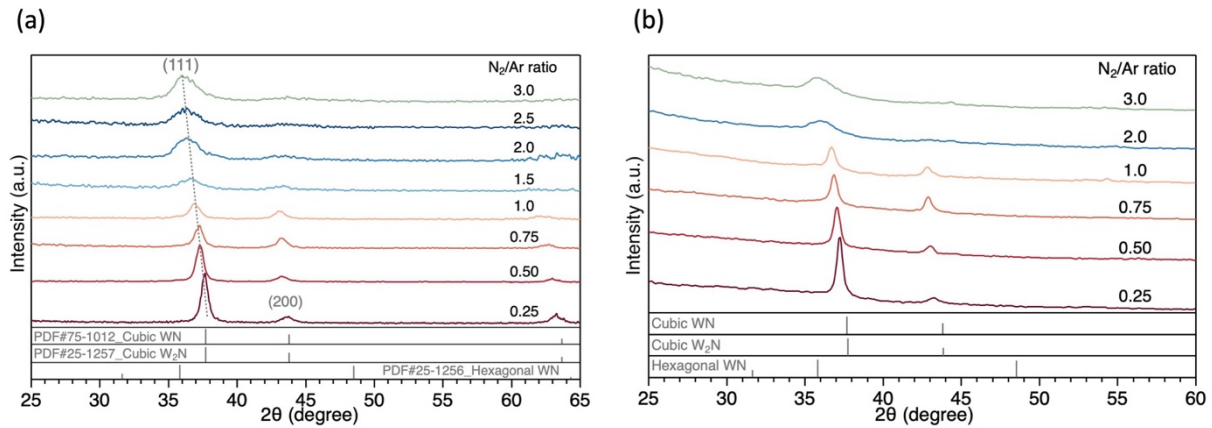 (a)
(111)
N₂/Ar ratio
3.0
2.5
2.0
1.5
1.0
0.75
0.50
(200)
0.25
Intensity (a.u.)
PDF#75-1012_Cubic WN
PDF#25-1257_Cubic W₂N
PDF#25-1256_Hexagonal WN
25 30 35 40 45 50 55 60 65
2θ (degree)
(b)
N₂/Ar ratio
3.0
2.0
1.0
0.75
0.50
0.25
Intensity (a.u.)
Cubic WN
Cubic W₂N
Hexagonal WN
25 30 35 40 45 50 55 60
2θ (degree)